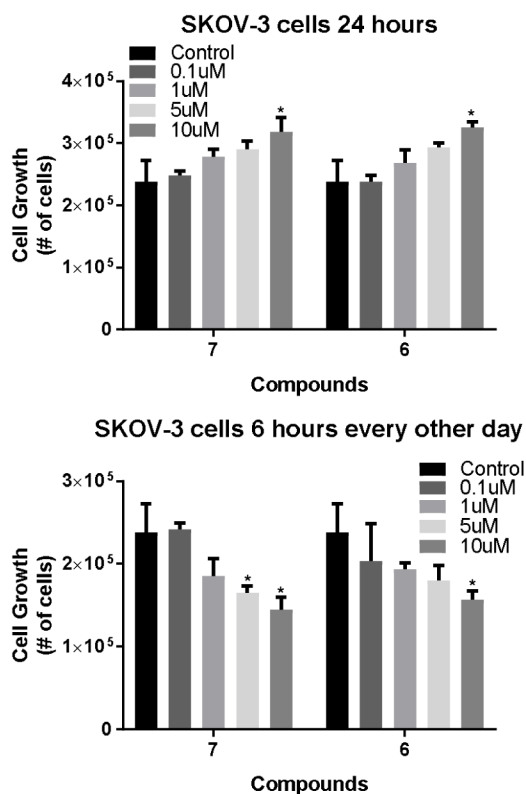 SKOV-3 cells 24 hours
Control
0.1uM
1uM
5uM
10uM
4×10⁵
3×10⁵
2×10⁵
1×10⁵
0
Cell Growth
(# of cells)
*
*
7
6
Compounds
SKOV-3 cells 6 hours every other day
Control
0.1uM
1uM
5uM
10uM
3×10⁵
2×10⁵
1×10⁵
0
Cell Growth
(# of cells)
*
*
*
7
6
Compounds